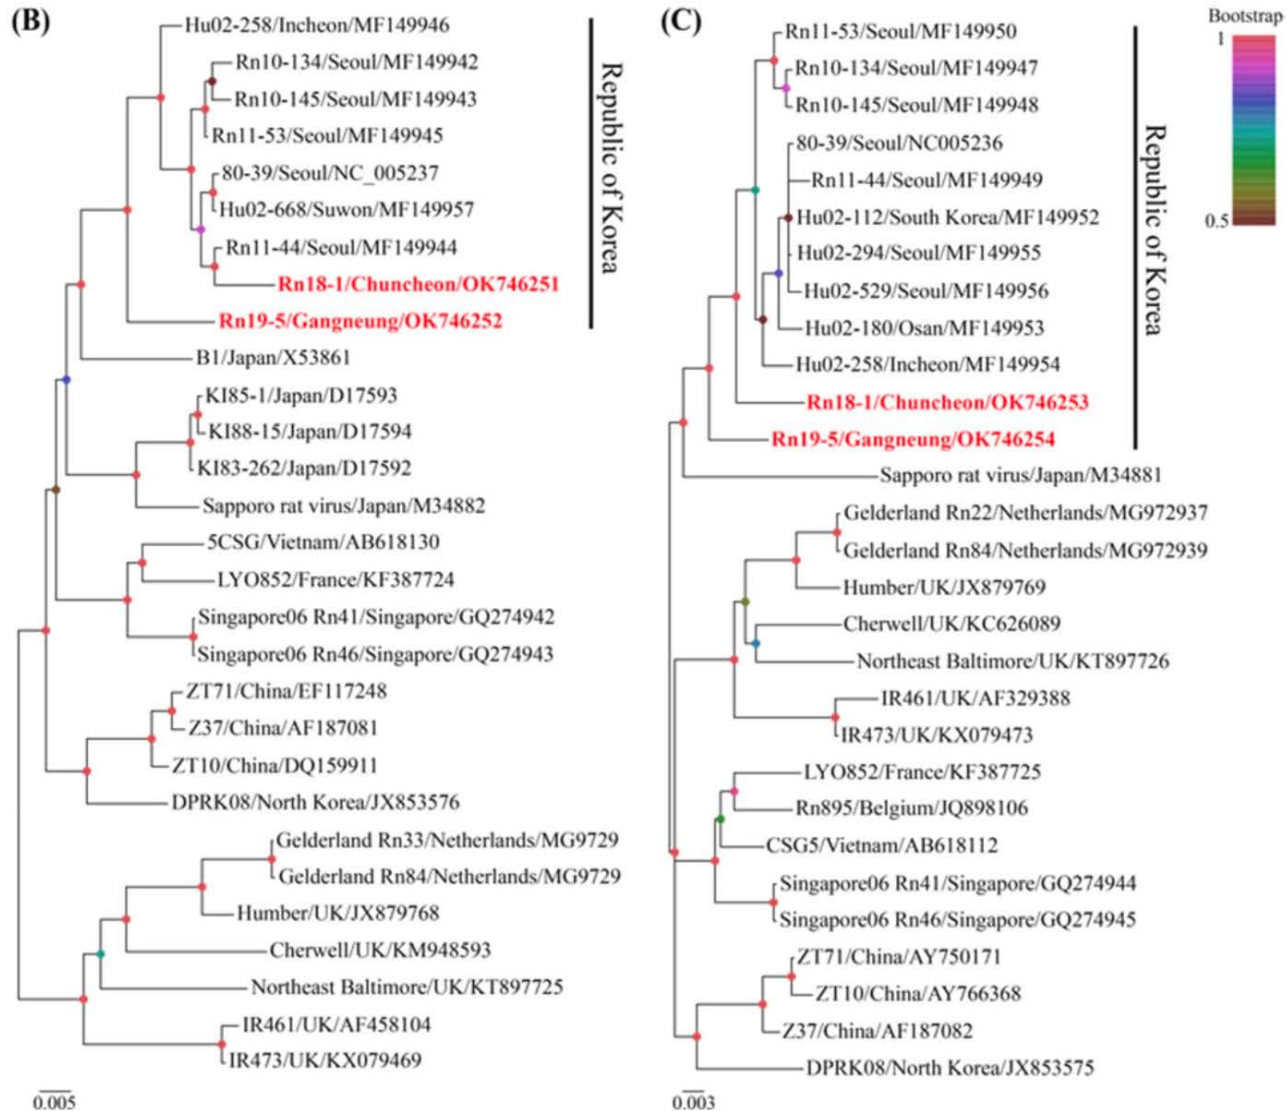 (B)
Hu02-258/Incheon/MF149946
Rn10-134/Seoul/MF149942
Rn10-145/Seoul/MF149943
Rn11-53/Seoul/MF149945
80-39/Seoul/NC_005237
Hu02-668/Suwon/MF149957
Rn11-44/Seoul/MF149944
Rn18-1/Chuncheon/OK746251
Rn19-5/Gangneung/OK746252
B1/Japan/X53861
KI85-1/Japan/D17593
KI88-15/Japan/D17594
KI83-262/Japan/D17592
Sapporo rat virus/Japan/M34882
5CSG/Vietnam/AB618130
LYO852/France/KF387724
Singapore06 Rn41/Singapore/GQ274942
Singapore06 Rn46/Singapore/GQ274943
ZT71/China/EF117248
Z37/China/AF187081
ZT10/China/DQ159911
DPRK08/North Korea/JX853576
Gelderland Rn33/Netherlands/MG9729
Gelderland Rn84/Netherlands/MG9729
Humber/UK/JX879768
Cherwell/UK/KM948593
Northeast Baltimore/UK/KT897725
IR461/UK/AF458104
IR473/UK/KX079469
Republic of Korea
0.005
(C)
Rn11-53/Seoul/MF149950
Rn10-134/Seoul/MF149947
Rn10-145/Seoul/MF149948
80-39/Seoul/NC005236
Rn11-44/Seoul/MF149949
Hu02-112/South Korea/MF149952
Hu02-294/Seoul/MF149955
Hu02-529/Seoul/MF149956
Hu02-180/Osan/MF149953
Hu02-258/Incheon/MF149954
Rn18-1/Chuncheon/OK746253
Rn19-5/Gangneung/OK746254
Sapporo rat virus/Japan/M34881
Gelderland Rn22/Netherlands/MG972937
Gelderland Rn84/Netherlands/MG972939
Humber/UK/JX879769
Cherwell/UK/KC626089
Northeast Baltimore/UK/KT897726
IR461/UK/AF329388
IR473/UK/KX079473
LYO852/France/KF387725
Rn895/Belgium/JQ898106
CSG5/Vietnam/AB618112
Singapore06 Rn41/Singapore/GQ274944
Singapore06 Rn46/Singapore/GQ274945
ZT71/China/AY750171
ZT10/China/AY766368
Z37/China/AF187082
DPRK08/North Korea/JX853575
Republic of Korea
0.003
Bootstrap
1
0.5